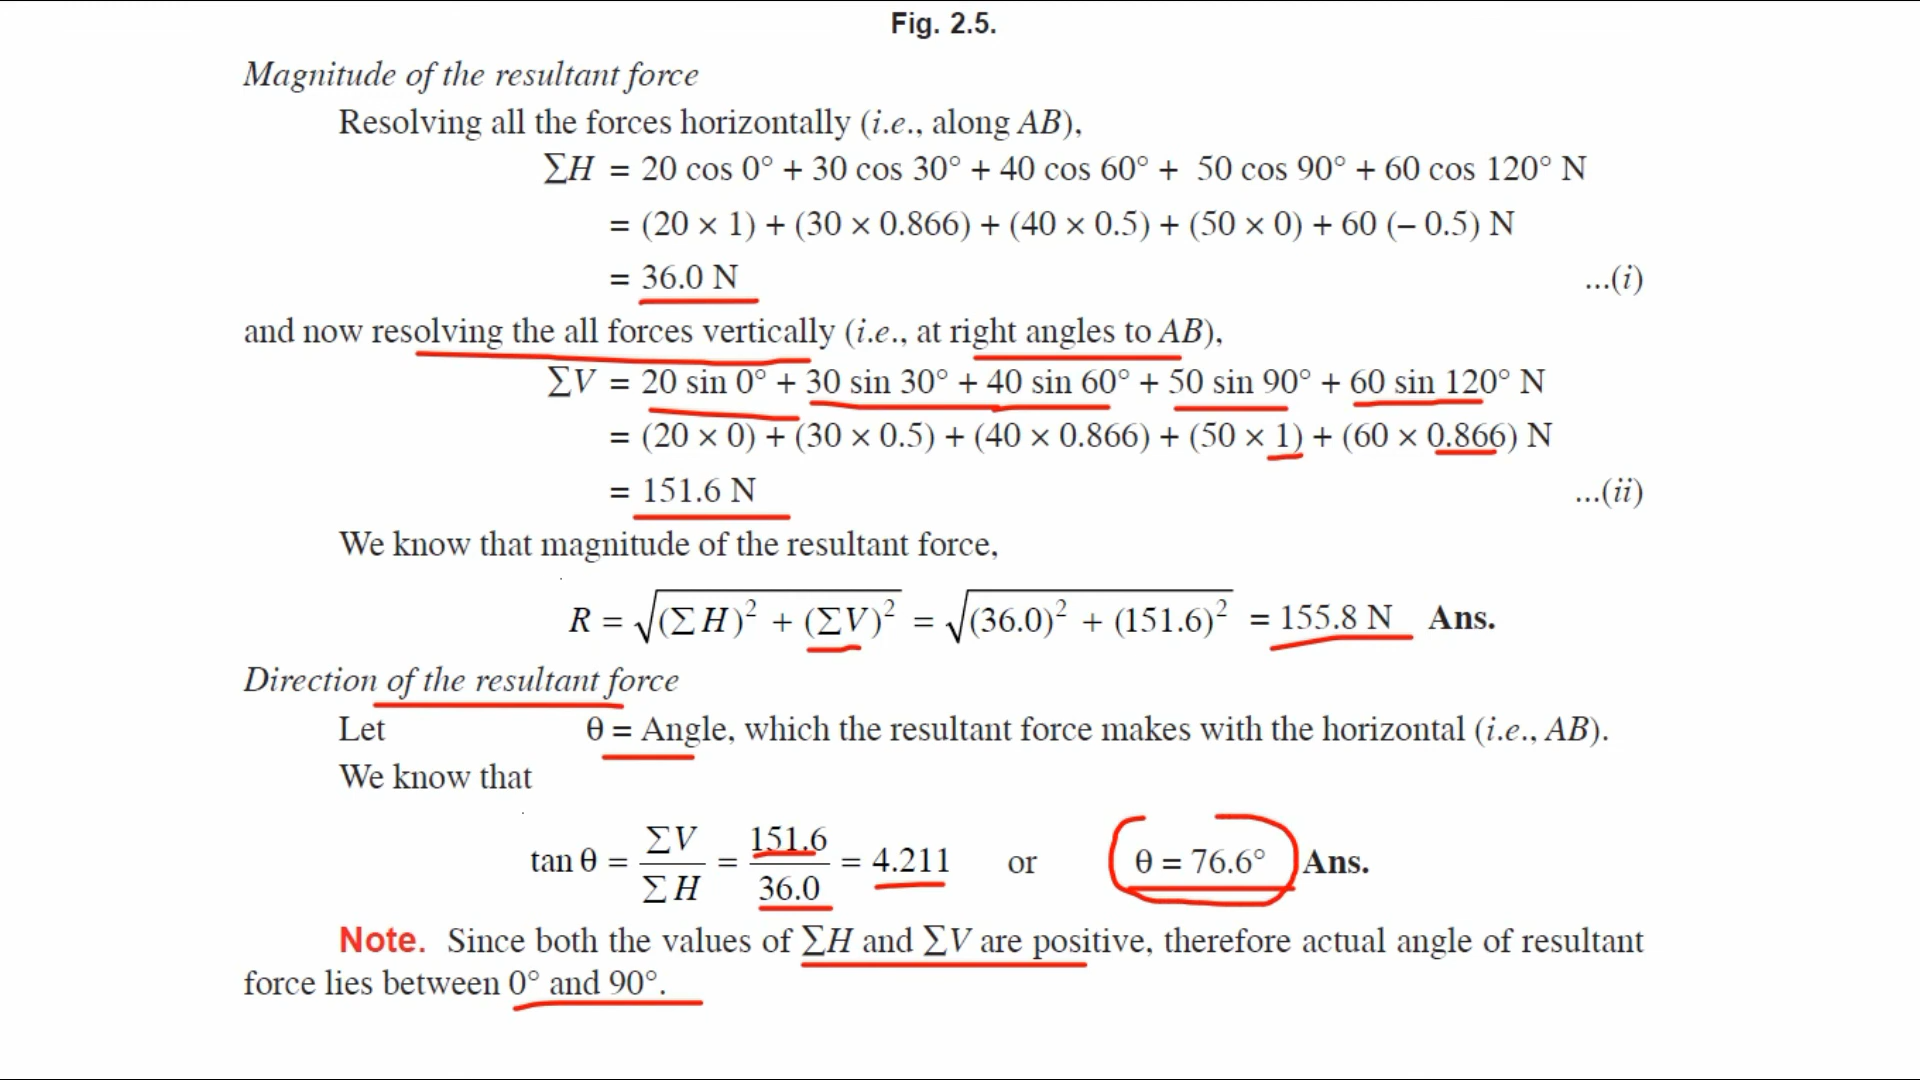 Fig. 2.5.
Magnitude of the resultant force
Resolving all the forces horizontally (i.e., along AB),
∑H = 20 cos 0° + 30 cos 30° + 40 cos 60° + 50 cos 90° + 60 cos 120° N
= (20 × 1) + (30 × 0.866) + (40 × 0.5) + (50 × 0) + 60 (– 0.5) N
= 36.0 N ...(i)
and now resolving the all forces vertically (i.e., at right angles to AB),
∑V = 20 sin 0° + 30 sin 30° + 40 sin 60° + 50 sin 90° + 60 sin 120° N
= (20 × 0) + (30 × 0.5) + (40 × 0.866) + (50 × 1) + (60 × 0.866) N
= 151.6 N ...(ii)
We know that magnitude of the resultant force,
R = √((∑ H)² + (∑V)²) = √((36.0)² + (151.6)²) = 155.8 N Ans.
Direction of the resultant force
Let θ = Angle, which the resultant force makes with the horizontal (i.e., AB).
We know that
tan θ = ∑V / ∑ H = 151.6 / 36.0 = 4.211 or θ = 76.6° Ans.
Note. Since both the values of ∑H and ∑V are positive, therefore actual angle of resultant
force lies between 0° and 90°.